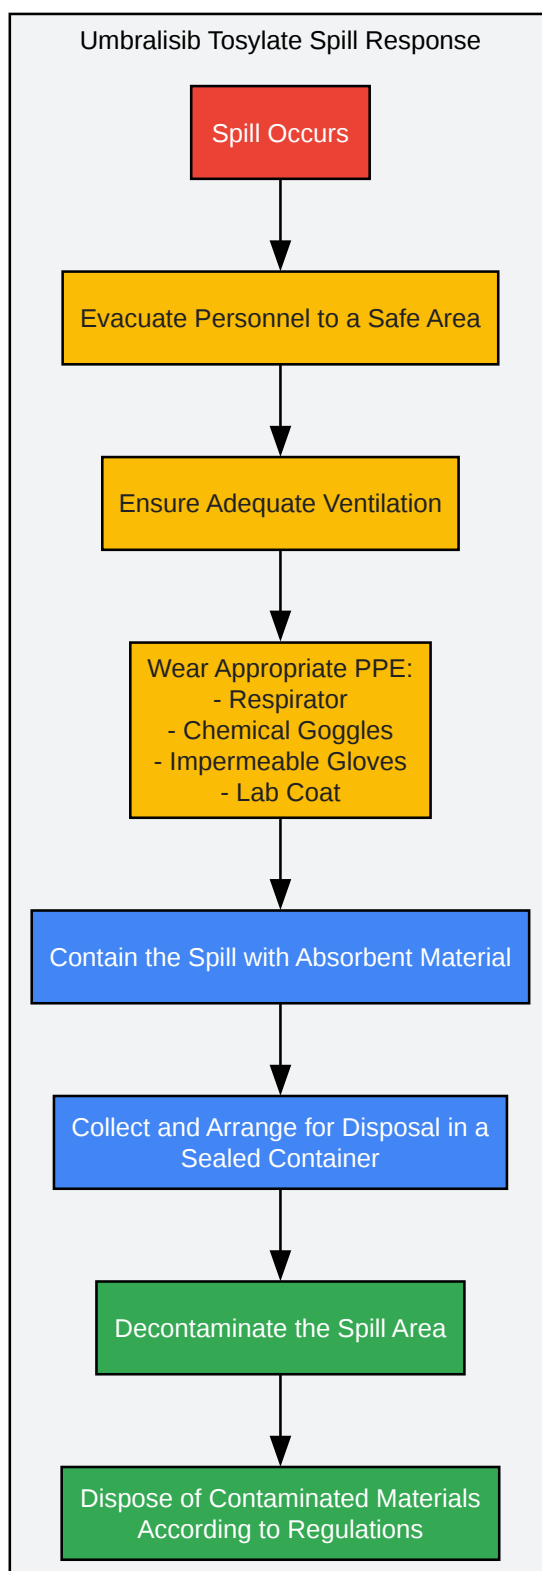 Umbralisib Tosylate Spill Response
Spill Occurs
Evacuate Personnel to a Safe Area
Ensure Adequate Ventilation
Wear Appropriate PPE:
- Respirator
- Chemical Goggles
- Impermeable Gloves
- Lab Coat
Contain the Spill with Absorbent Material
Collect and Arrange for Disposal in a
Sealed Container
Decontaminate the Spill Area
Dispose of Contaminated Materials
According to Regulations